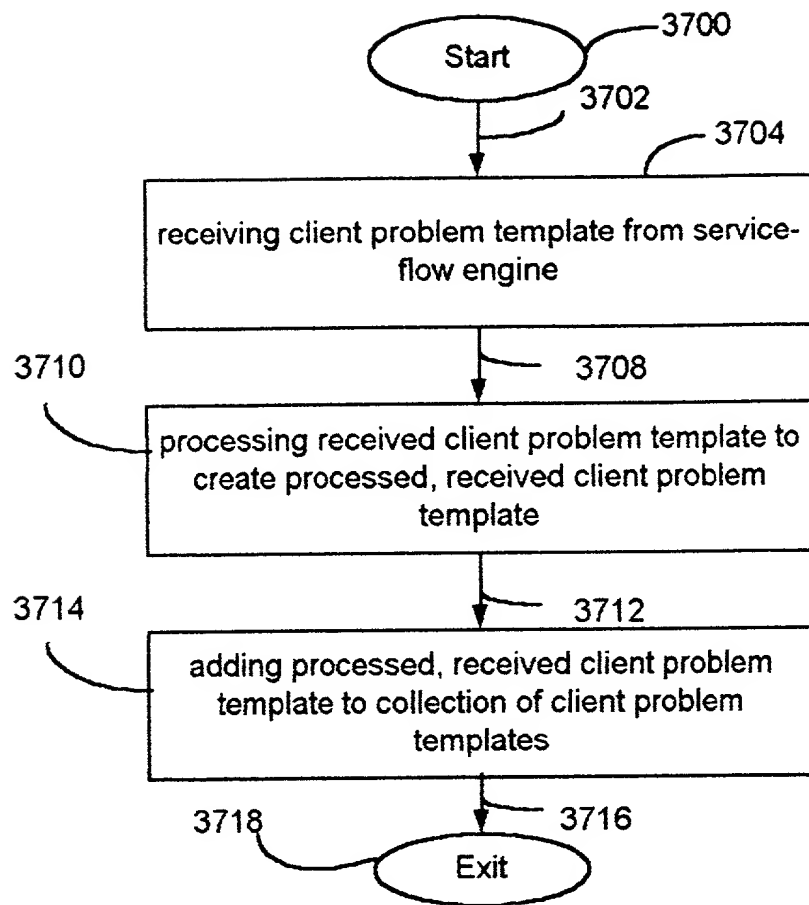 3700
Start
3702
3704
receiving client problem template from service-
flow engine
3708
3710
processing received client problem template to
create processed, received client problem
template
3712
3714
adding processed, received client problem
template to collection of client problem
templates
3716
3718
Exit